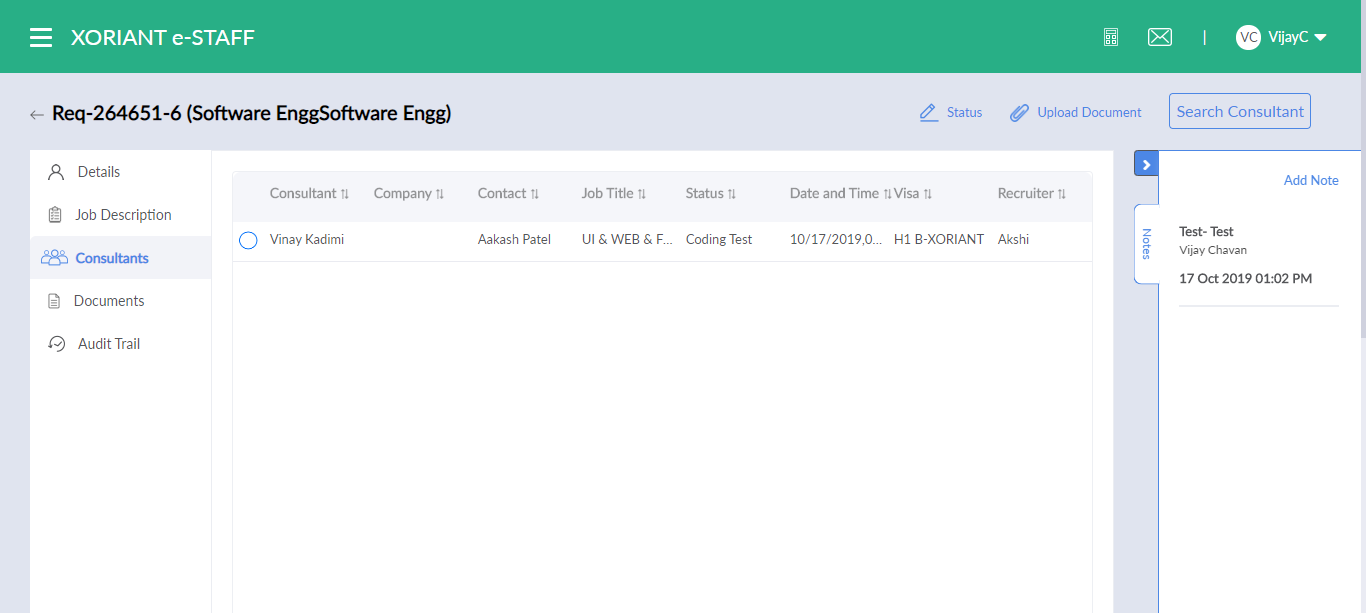 XORIANT e-STAFF
VC VijayC
Req-264651-6 (Software EnggSoftware Engg)
Status
Upload Document
Search Consultant
Details
Job Description
Consultants
Documents
Audit Trail
Consultant Company Contact Job Title Status Date and Time Visa Recruiter
Vinay Kadimi Aakash Patel UI & WEB & F... Coding Test 10/17/2019,0... H1 B-XORIANT Akshi
Add Note
Notes
Test- Test
Vijay Chavan
17 Oct 2019 01:02 PM